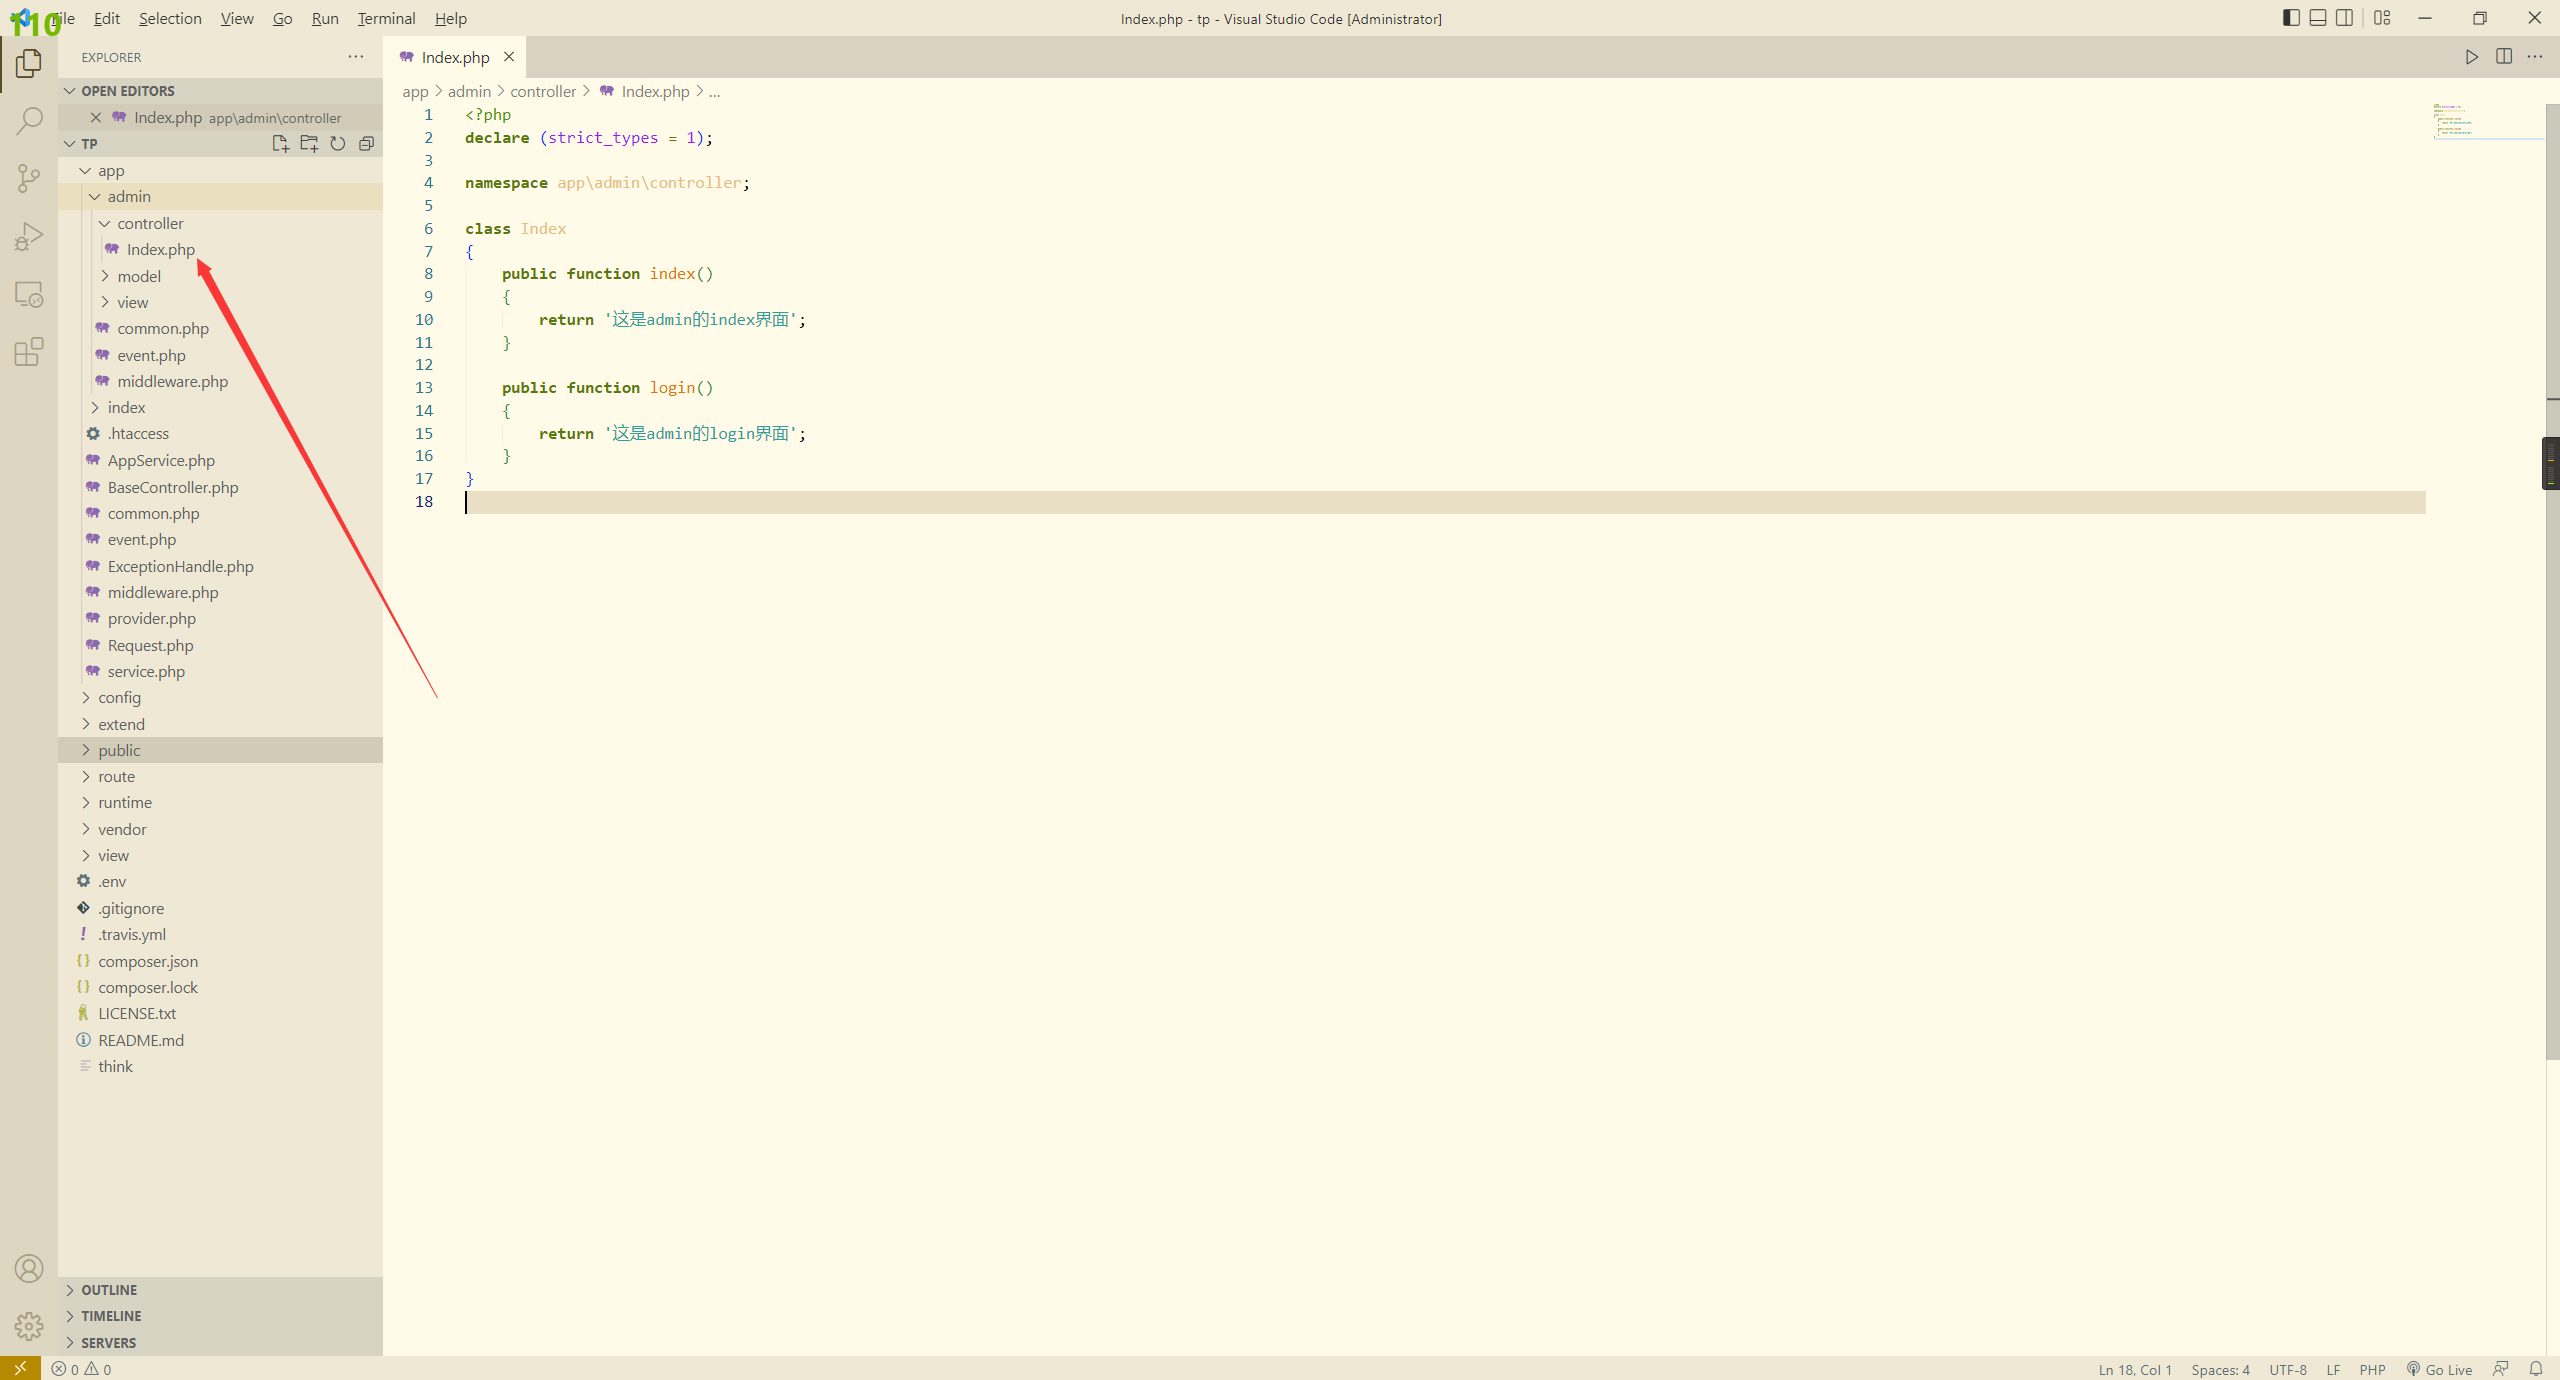 110
File Edit Selection View Go Run Terminal Help
Index.php - tp - Visual Studio Code [Administrator]
EXPLORER
OPEN EDITORS
Index.php app\admin\controller
TP
app
admin
controller
Index.php
model
view
common.php
event.php
middleware.php
index
.htaccess
AppService.php
BaseController.php
common.php
event.php
ExceptionHandle.php
middleware.php
provider.php
Request.php
service.php
config
extend
public
route
runtime
vendor
view
.env
.gitignore
.travis.yml
composer.json
composer.lock
LICENSE.txt
README.md
think
OUTLINE
TIMELINE
SERVERS
Index.php
app > admin > controller > Index.php > ...
1 <?php
2 declare (strict_types = 1);
3
4 namespace app\admin\controller;
5
6 class Index
7 {
8 public function index()
9 {
10 return '这是admin的index界面';
11 }
12
13 public function login()
14 {
15 return '这是admin的login界面';
16 }
17 }
18
0 0
Ln 18, Col 1 Spaces: 4 UTF-8 LF PHP Go Live